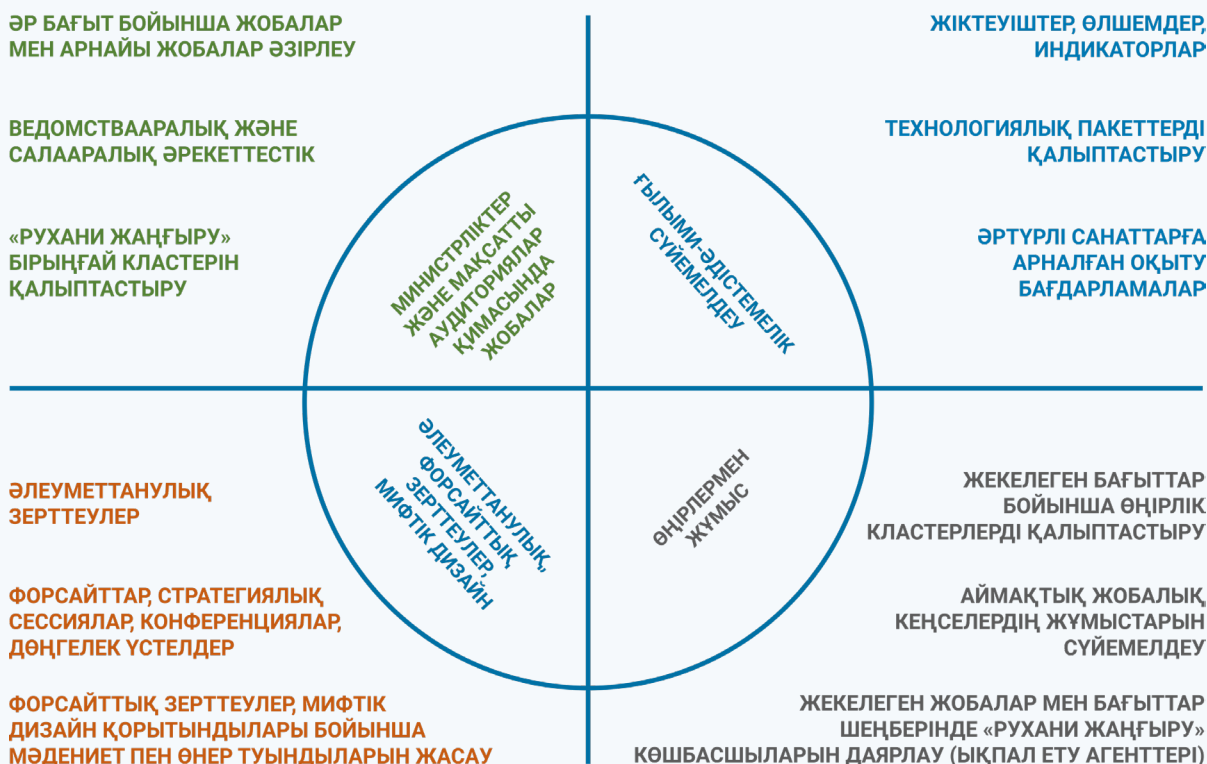 ӘР БАҒЫТ БОЙЫНША ЖОБАЛАР
МЕН АРНАЙЫ ЖОБАЛАР ӘЗІРЛЕУ
ВЕДОМСТВААРАЛЫҚ ЖӘНЕ
САЛААРАЛЫҚ ӘРЕКЕТТЕСТІК
«РУХАНИ ЖАҢҒЫРУ»
БІРЫҢҒАЙ КЛАСТЕРІН
ҚАЛЫПТАСТЫРУ
МИНИСТРЛІКТЕР
ЖӘНЕ МАҚСАТТЫ
АУДИТОРИЯЛАР
ҚИМАСЫНДА
ЖОБАЛАР
ҒЫЛЫМИ-ӘДІСТЕМЕЛІК
СҮЙЕМЕЛДЕУ
ЖІКТЕУІШТЕР, ӨЛШЕМДЕР,
ИНДИКАТОРЛАР
ТЕХНОЛОГИЯЛЫҚ ПАКЕТТЕРДІ
ҚАЛЫПТАСТЫРУ
ӘРТҮРЛІ САНАТТАРҒА
АРНАЛҒАН ОҚЫТУ
БАҒДАРЛАМАЛАР
ӘЛЕУМЕТТАНУЛЫҚ
ЗЕРТТЕУЛЕР
ФОРСАЙТТАР, СТРАТЕГИЯЛЫҚ
СЕССИЯЛАР, КОНФЕРЕНЦИЯЛАР,
ДӨҢГЕЛЕК ҮСТЕЛДЕР
ФОРСАЙТТЫҚ ЗЕРТТЕУЛЕР, МИФТІК
ДИЗАЙН ҚОРЫТЫНДЫЛАРЫ БОЙЫНША
МӘДЕНИЕТ ПЕН ӨНЕР ТУЫНДЫЛАРЫН ЖАСАУ
ӘЛЕУМЕТТАНУЛЫҚ,
ФОРСАЙТТЫҚ
ЗЕРТТЕУЛЕР,
МИФТІК ДИЗАЙН
ӨҢІРЛЕРМЕН
ЖҰМЫС
ЖЕКЕЛЕГЕН БАҒЫТТАР
БОЙЫНША ӨҢІРЛІК
КЛАСТЕРЛЕРДІ ҚАЛЫПТАСТЫРУ
АЙМАҚТЫҚ ЖОБАЛЫҚ
КЕҢСЕЛЕРДІҢ ЖҰМЫСТАРЫН
СҮЙЕМЕЛДЕУ
ЖЕКЕЛЕГЕН ЖОБАЛАР МЕН БАҒЫТТАР
ШЕҢБЕРІНДЕ «РУХАНИ ЖАҢҒЫРУ»
КӨШБАСШЫЛАРЫН ДАЯРЛАУ (ЫҚПАЛ ЕТУ АГЕНТТЕРІ)